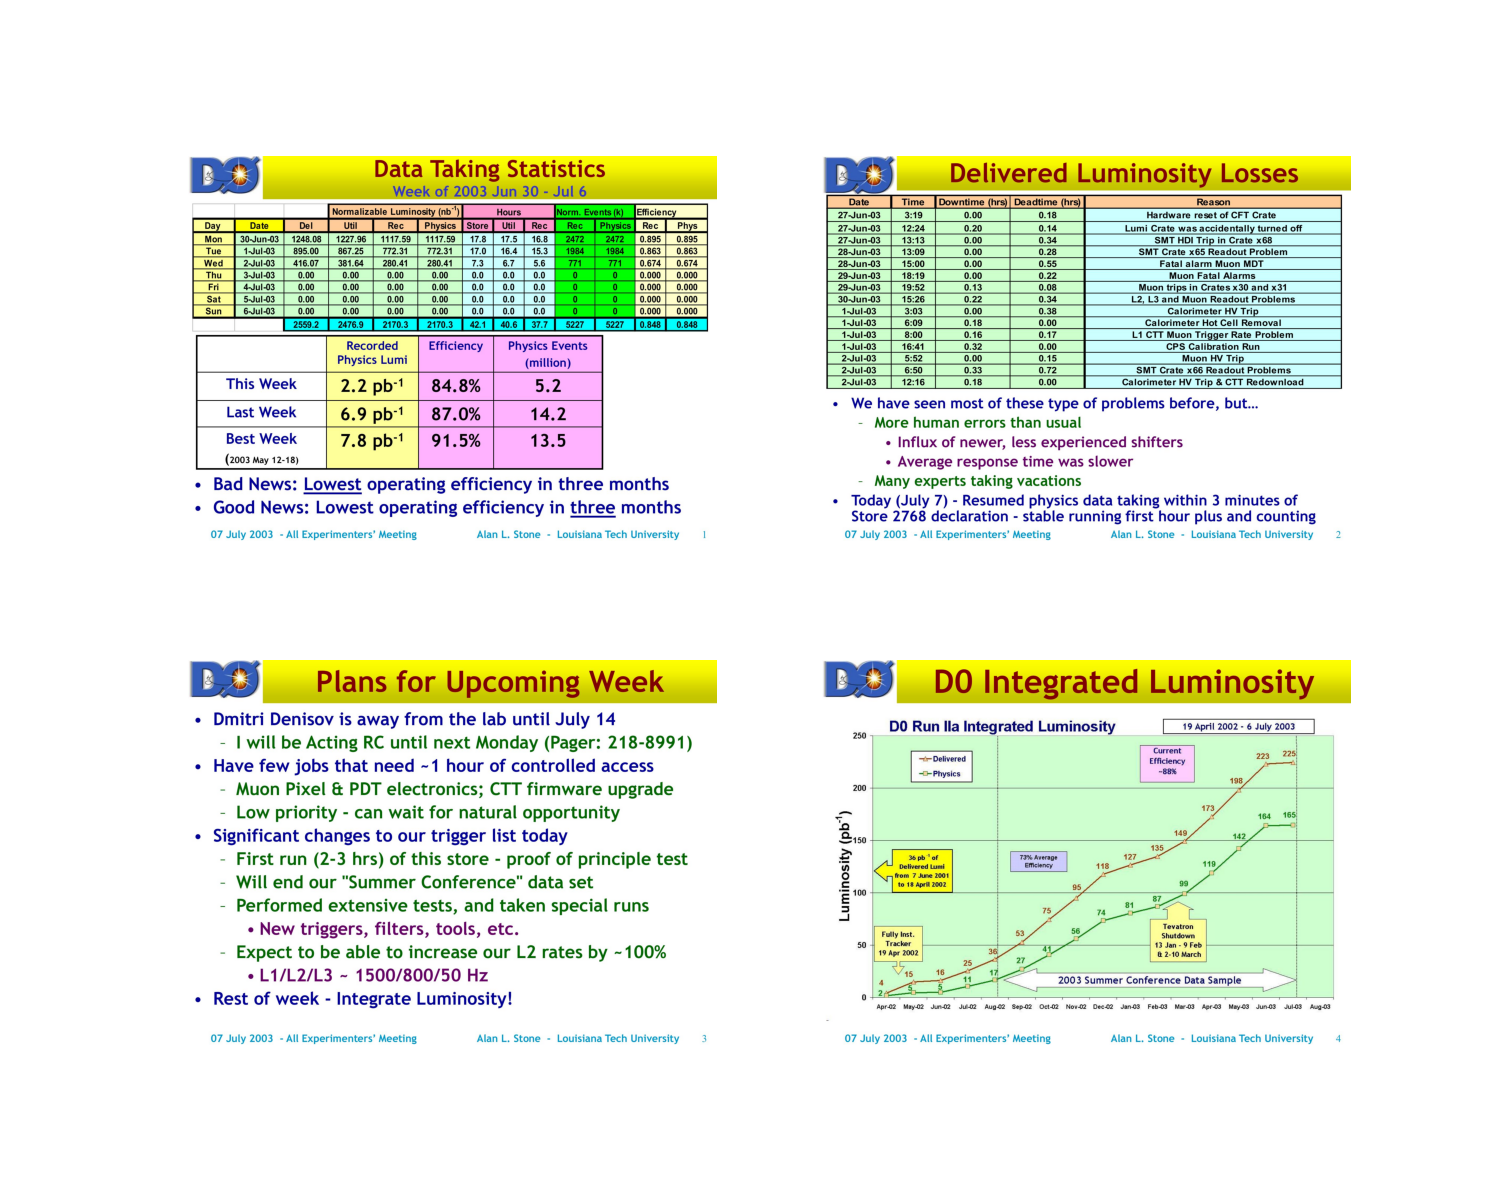 DØ
Data Taking Statistics
Week of 2003 Jun 30 - Jul 6
Normalizable Luminosity (nb-1) Hours Norm. Events (k) Efficiency
Day Date Del Util Rec Physics Store Util Rec Rec Physics Rec Phys
Mon 30-Jun-03 1248.08 1227.96 1117.59 1117.59 17.8 17.5 16.8 2472 2472 0.895 0.895
Tue 1-Jul-03 895.00 867.25 772.31 772.31 17.0 16.4 15.3 1984 1984 0.863 0.863
Wed 2-Jul-03 416.07 381.64 280.41 280.41 7.3 6.7 5.6 771 771 0.674 0.674
Thu 3-Jul-03 0.00 0.00 0.00 0.00 0.0 0.0 0.0 0 0 0.000 0.000
Fri 4-Jul-03 0.00 0.00 0.00 0.00 0.0 0.0 0.0 0 0 0.000 0.000
Sat 5-Jul-03 0.00 0.00 0.00 0.00 0.0 0.0 0.0 0 0 0.000 0.000
Sun 6-Jul-03 0.00 0.00 0.00 0.00 0.0 0.0 0.0 0 0 0.000 0.000
2559.2 2476.9 2170.3 2170.3 42.1 40.6 37.7 5227 5227 0.848 0.848
Recorded Physics Lumi Efficiency Physics Events (million)
This Week 2.2 pb-1 84.8% 5.2
Last Week 6.9 pb-1 87.0% 14.2
Best Week (2003 May 12-18) 7.8 pb-1 91.5% 13.5
• Bad News: Lowest operating efficiency in three months
• Good News: Lowest operating efficiency in three months
07 July 2003 - All Experimenters' Meeting Alan L. Stone - Louisiana Tech University 1
DØ
Delivered Luminosity Losses
Date Time Downtime (hrs) Deadtime (hrs) Reason
27-Jun-03 3:19 0.00 0.18 Hardware reset of CFT Crate
27-Jun-03 12:24 0.20 0.14 Lumi Crate was accidentally turned off
27-Jun-03 13:13 0.00 0.34 SMT HDI Trip in Crate x68
28-Jun-03 13:09 0.00 0.28 SMT Crate x65 Readout Problem
28-Jun-03 15:00 0.00 0.55 Fatal alarm Muon MDT
29-Jun-03 18:19 0.00 0.22 Muon Fatal Alarms
29-Jun-03 19:52 0.13 0.08 Muon trips in Crates x30 and x31
30-Jun-03 15:26 0.22 0.34 L2, L3 and Muon Readout Problems
1-Jul-03 3:03 0.00 0.38 Calorimeter HV Trip
1-Jul-03 6:09 0.18 0.00 Calorimeter Hot Cell Removal
1-Jul-03 8:00 0.16 0.17 L1 CTT Muon Trigger Rate Problem
1-Jul-03 16:41 0.32 0.00 CPS Calibration Run
2-Jul-03 5:52 0.00 0.15 Muon HV Trip
2-Jul-03 6:50 0.33 0.72 SMT Crate x66 Readout Problems
2-Jul-03 12:16 0.18 0.00 Calorimeter HV Trip & CTT Redownload
• We have seen most of these type of problems before, but…
– More human errors than usual
• Influx of newer, less experienced shifters
• Average response time was slower
– Many experts taking vacations
• Today (July 7) - Resumed physics data taking within 3 minutes of
Store 2768 declaration - stable running first hour plus and counting
07 July 2003 - All Experimenters' Meeting Alan L. Stone - Louisiana Tech University 2
DØ
Plans for Upcoming Week
• Dmitri Denisov is away from the lab until July 14
– I will be Acting RC until next Monday (Pager: 218-8991)
• Have few jobs that need ~1 hour of controlled access
– Muon Pixel & PDT electronics; CTT firmware upgrade
– Low priority - can wait for natural opportunity
• Significant changes to our trigger list today
– First run (2-3 hrs) of this store - proof of principle test
– Will end our "Summer Conference" data set
– Performed extensive tests, and taken special runs
• New triggers, filters, tools, etc.
– Expect to be able to increase our L2 rates by ~100%
• L1/L2/L3 ~ 1500/800/50 Hz
• Rest of week - Integrate Luminosity!
07 July 2003 - All Experimenters' Meeting Alan L. Stone - Louisiana Tech University 3
DØ
D0 Integrated Luminosity
D0 Run IIa Integrated Luminosity
19 April 2002 - 6 July 2003
Luminosity (pb-1)
250
200
150
100
50
0
Delivered
Physics
Current
Efficiency
~88%
36 pb-1 of
Delivered Lumi
from 7 June 2001
to 18 April 2002
73% Average
Efficiency
Fully Inst.
Tracker
19 Apr 2002
Tevatron
Shutdown
13 Jan - 9 Feb
& 2-10 March
2003 Summer Conference Data Sample
4 15 16 25 36 53 75 95 118 127 135 149 173 198 223 225
2 5 5 11 17 27 41 56 74 81 87 99 119 142 164 165
Apr-02 May-02 Jun-02 Jul-02 Aug-02 Sep-02 Oct-02 Nov-02 Dec-02 Jan-03 Feb-03 Mar-03 Apr-03 May-03 Jun-03 Jul-03 Aug-03
07 July 2003 - All Experimenters' Meeting Alan L. Stone - Louisiana Tech University 4